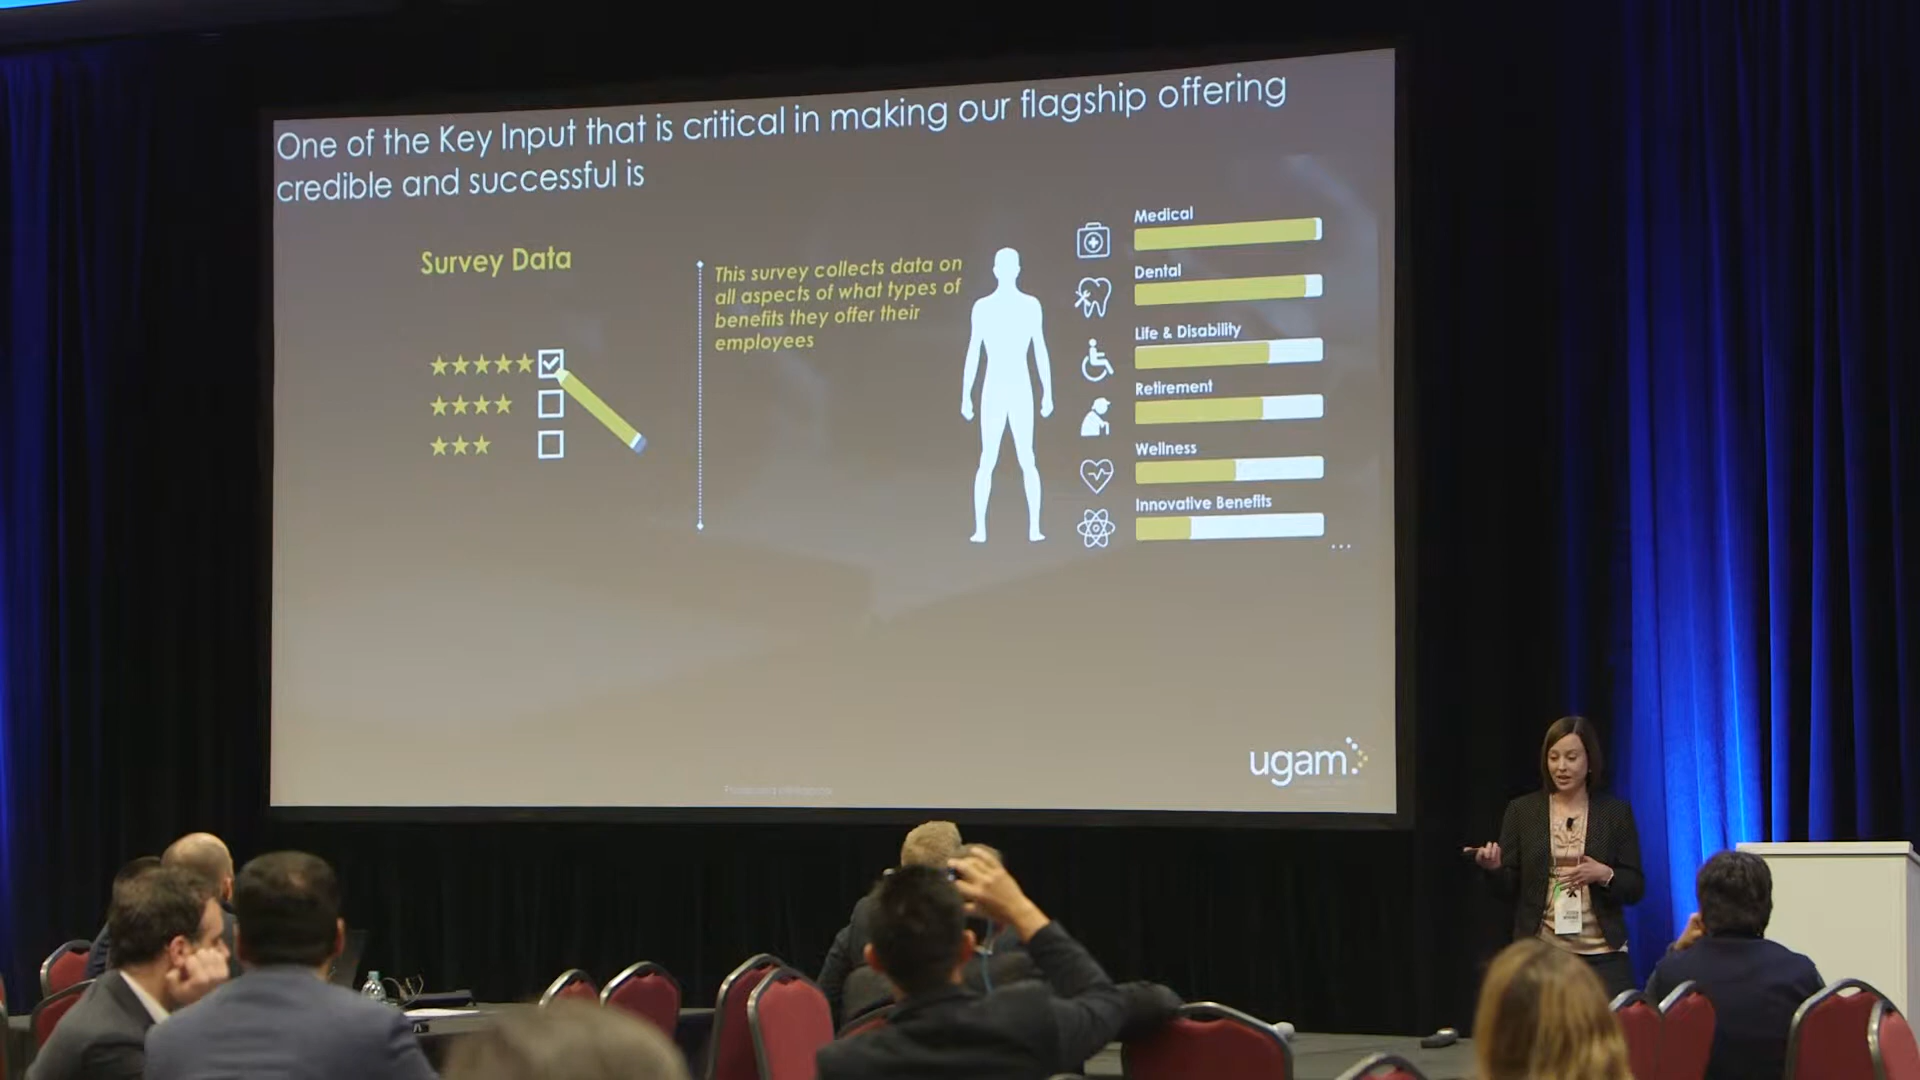 One of the Key Input that is critical in making our flagship offering
credible and successful is
Survey Data
This survey collects data on
all aspects of what types of
benefits they offer their
employees
Medical
Dental
Life & Disability
Retirement
Wellness
Innovative Benefits
...
ugam